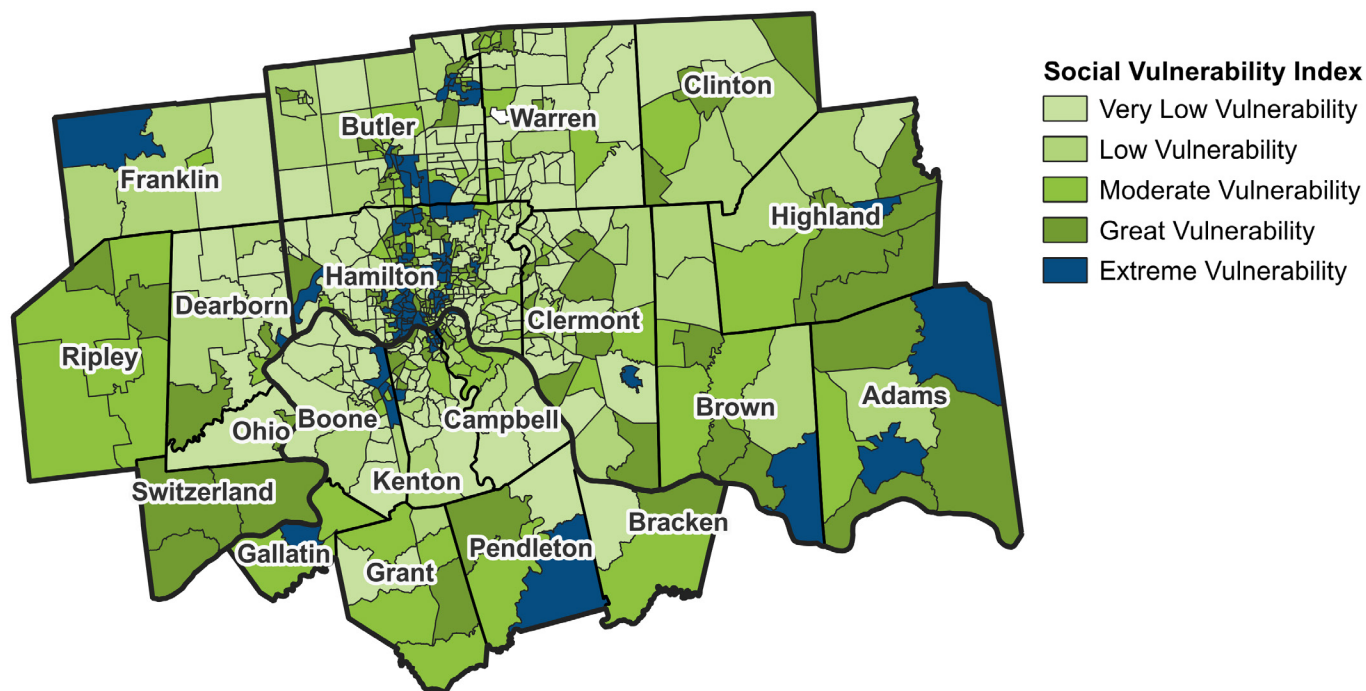 Social Vulnerability Index
Very Low Vulnerability
Low Vulnerability
Moderate Vulnerability
Great Vulnerability
Extreme Vulnerability
Clinton
Warren
Butler
Franklin
Highland
Hamilton
Dearborn
Clermont
Ripley
Adams
Brown
Boone
Campbell
Ohio
Kenton
Switzerland
Bracken
Pendleton
Gallatin
Grant